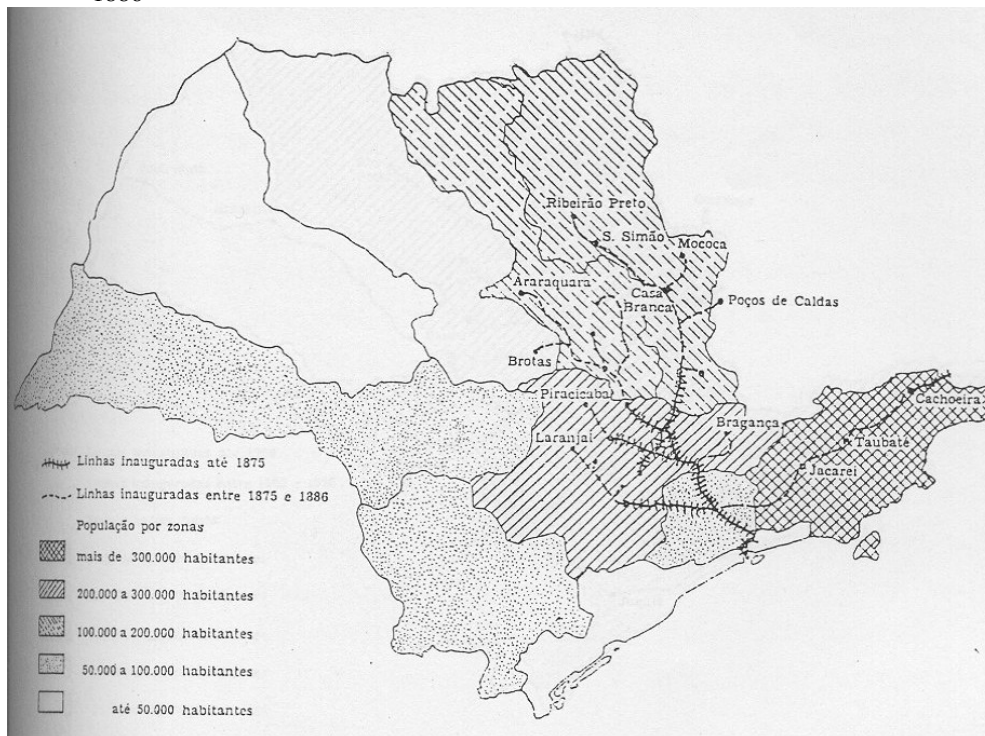 Ribeirão Preto
S. Simão
Mococa
Araraquara
Casa
Branca
Poços de Caldas
Brotas
Piracicaba
Bragança
Cachoeira
Laranjal
Taubaté
Jacarei
Linhas inauguradas até 1875
Linhas inauguradas entre 1875 e 1886
População por zonas
mais de 300.000 habitantes
200.000 a 300.000 habitantes
100.000 a 200.000 habitantes
50.000 a 100.000 habitantes
até 50.000 habitantes